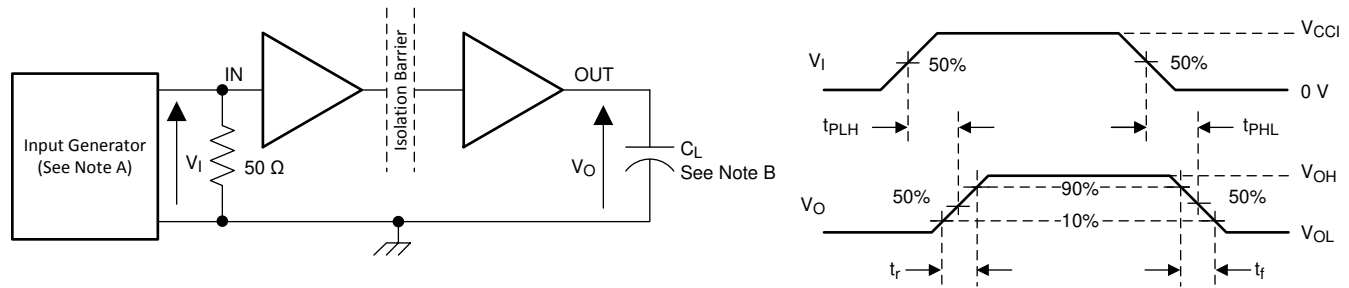 Input Generator
(See Note A)
IN
V_I
50 Ω
Isolation Barrier
OUT
V_O
C_L
See Note B
V_I
50%
50%
V_CCI
0 V
t_PLH
t_PHL
V_O
50%
90%
50%
10%
V_OH
V_OL
t_r
t_f